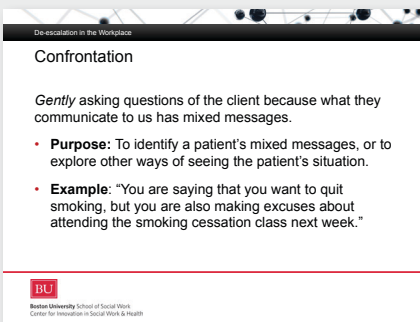 De-escalation in the Workplace
Confrontation
Gently asking questions of the client because what they
communicate to us has mixed messages.
• Purpose: To identify a patient's mixed messages, or to
explore other ways of seeing the patient's situation.
• Example: “You are saying that you want to quit
smoking, but you are also making excuses about
attending the smoking cessation class next week.”
BU
Boston University School of Social Work
Center for Innovation in Social Work & Health